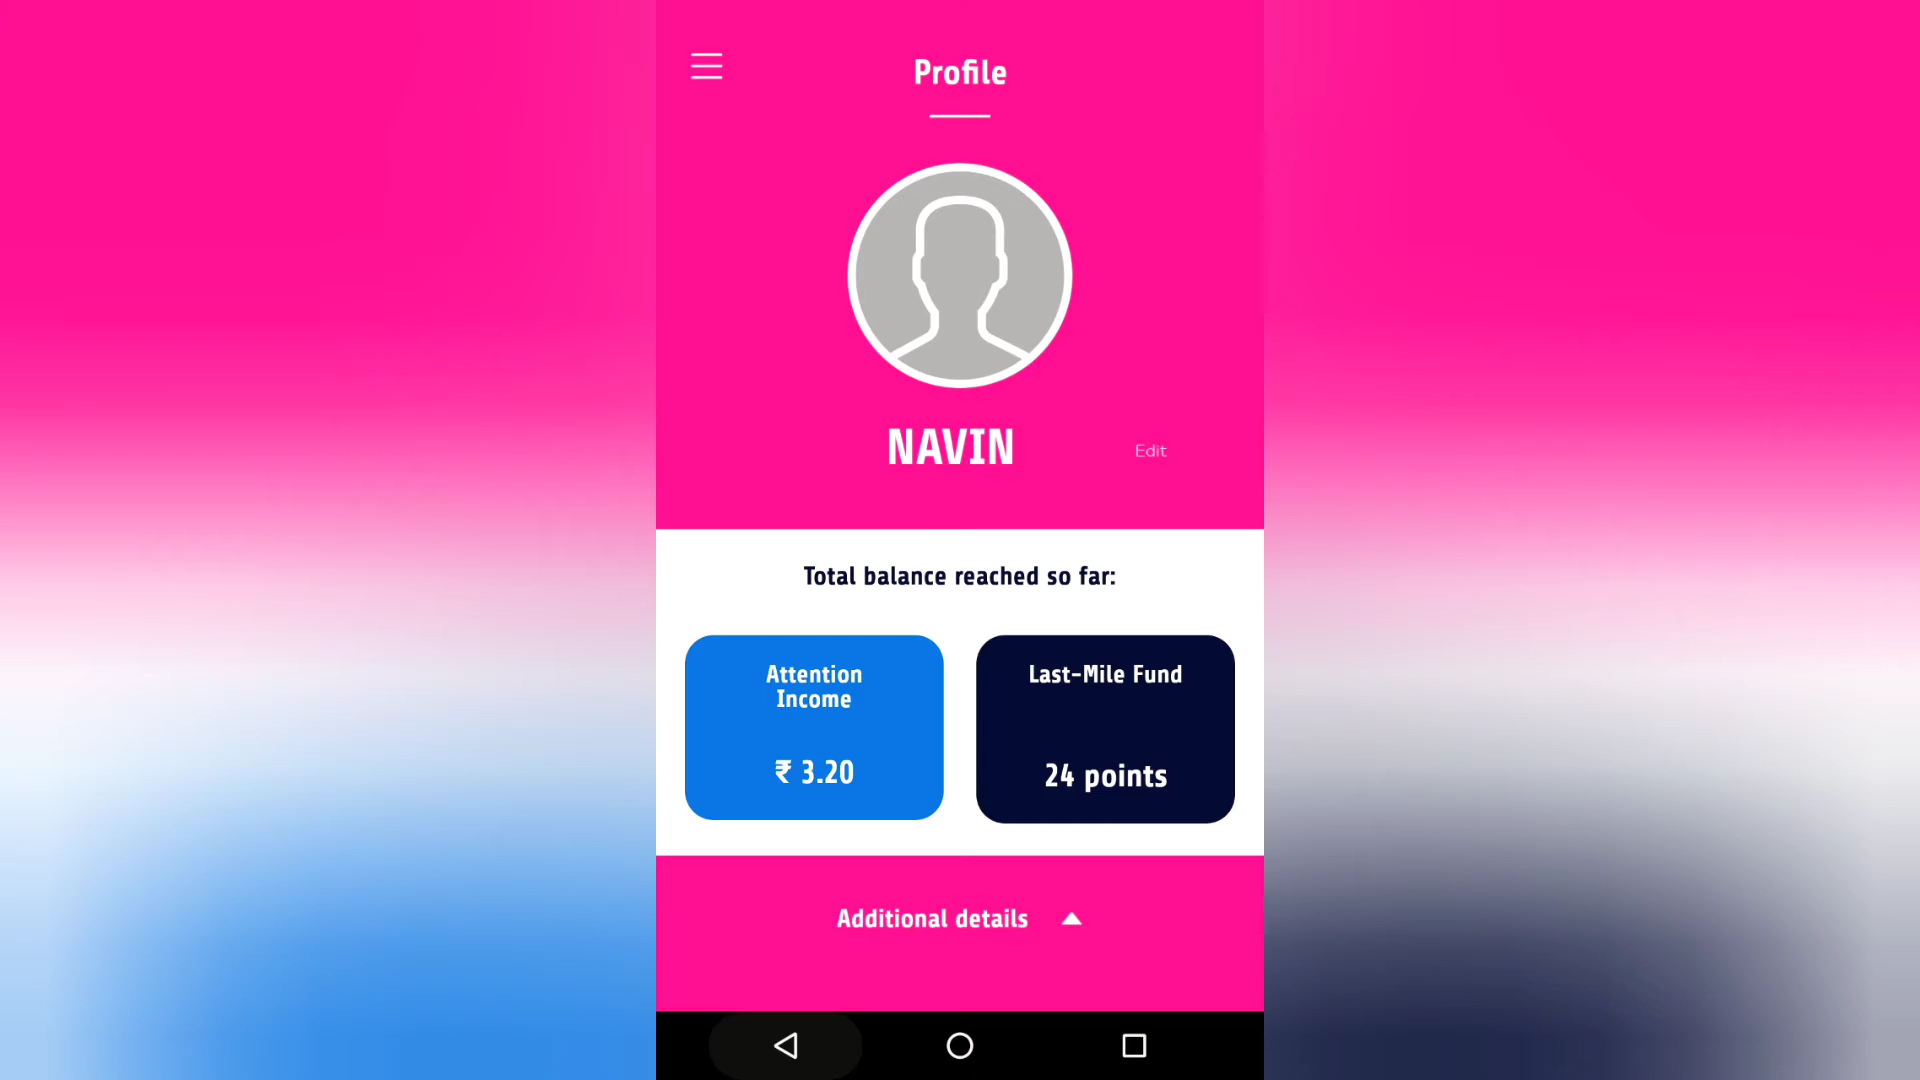 Profile
NAVIN
Edit
Total balance reached so far:
Attention
Income
₹ 3.20
Last-Mile Fund
24 points
Additional details